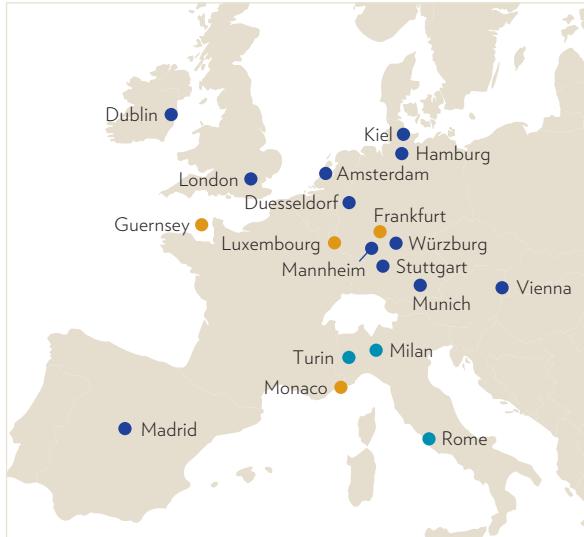 Dublin
Kiel
Hamburg
London
Amsterdam
Duesseldorf
Guernsey
Frankfurt
Luxembourg
Würzburg
Mannheim
Stuttgart
Munich
Vienna
Turin
Milan
Monaco
Madrid
Rome